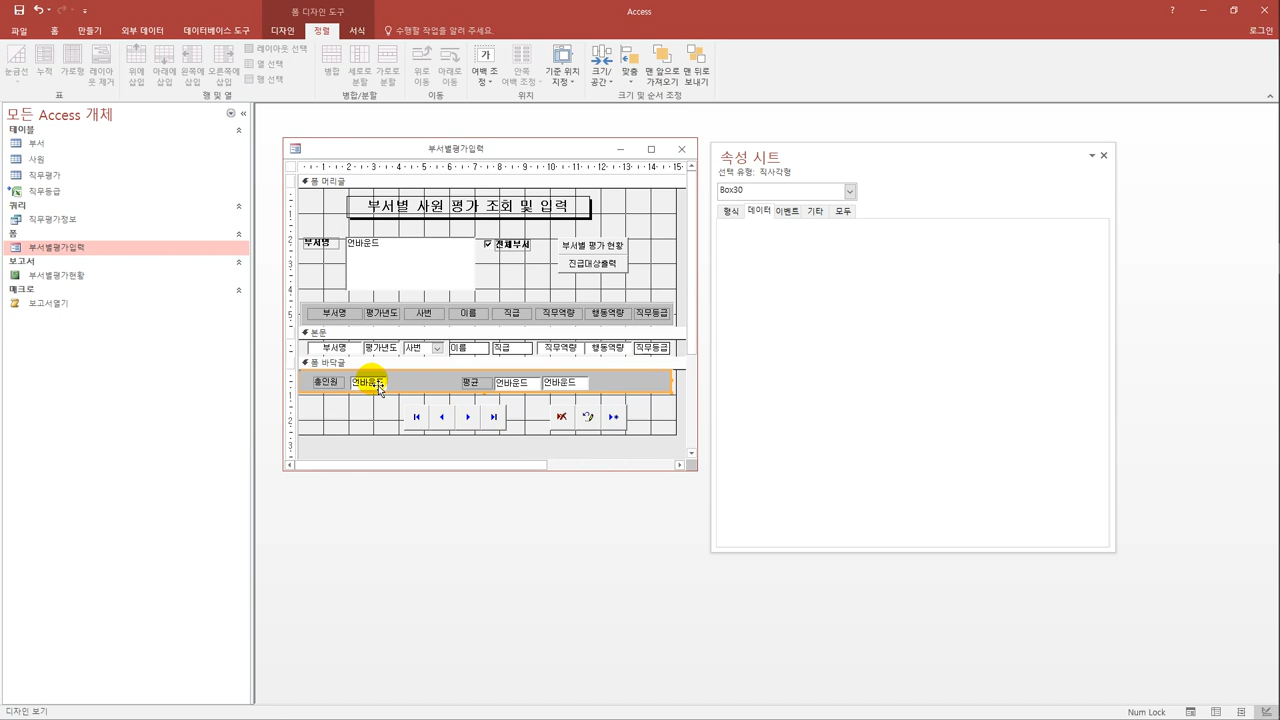 폼 디자인 도구
Access
파일 홈 만들기 외부 데이터 데이터베이스 도구 디자인 정렬 서식 수행할 작업을 알려 주세요. 로그인
눈금선 누적 가로형 레이아웃 제거
위에 삽입 아래에 삽입 왼쪽에 삽입 오른쪽에 삽입
레이아웃 선택
열 선택
행 선택
병합 세로로 분할 가로로 분할
위로 이동 아래로 이동
여백 조정 안쪽 여백 조정 기준 위치 지정
크기/공간 맞춤 맨 앞으로 가져오기 맨 뒤로 보내기
표 행 및 열 병합/분할 이동 위치 크기 및 순서 조정
모든 Access 개체
테이블
부서
사원
직무평가
직무등급
쿼리
직무평가정보
폼
부서별평가입력
보고서
부서별평가현황
매크로
보고서열기
부서별평가입력
폼 머리글
부서별 사원 평가 조회 및 입력
부서명 언바운드 전체부서 부서별 평가 현황
진급대상출력
부서명 평가년도 사번 이름 직급 직무역량 행동역량 직무등급
본문
부서명 평가년도 사번 이름 직급 직무역량 행동역량 직무등급
폼 바닥글
총인원 언바운드 평균 언바운드 언바운드
속성 시트
선택 유형: 직사각형
Box30
형식 데이터 이벤트 기타 모두
디자인 보기
Num Lock